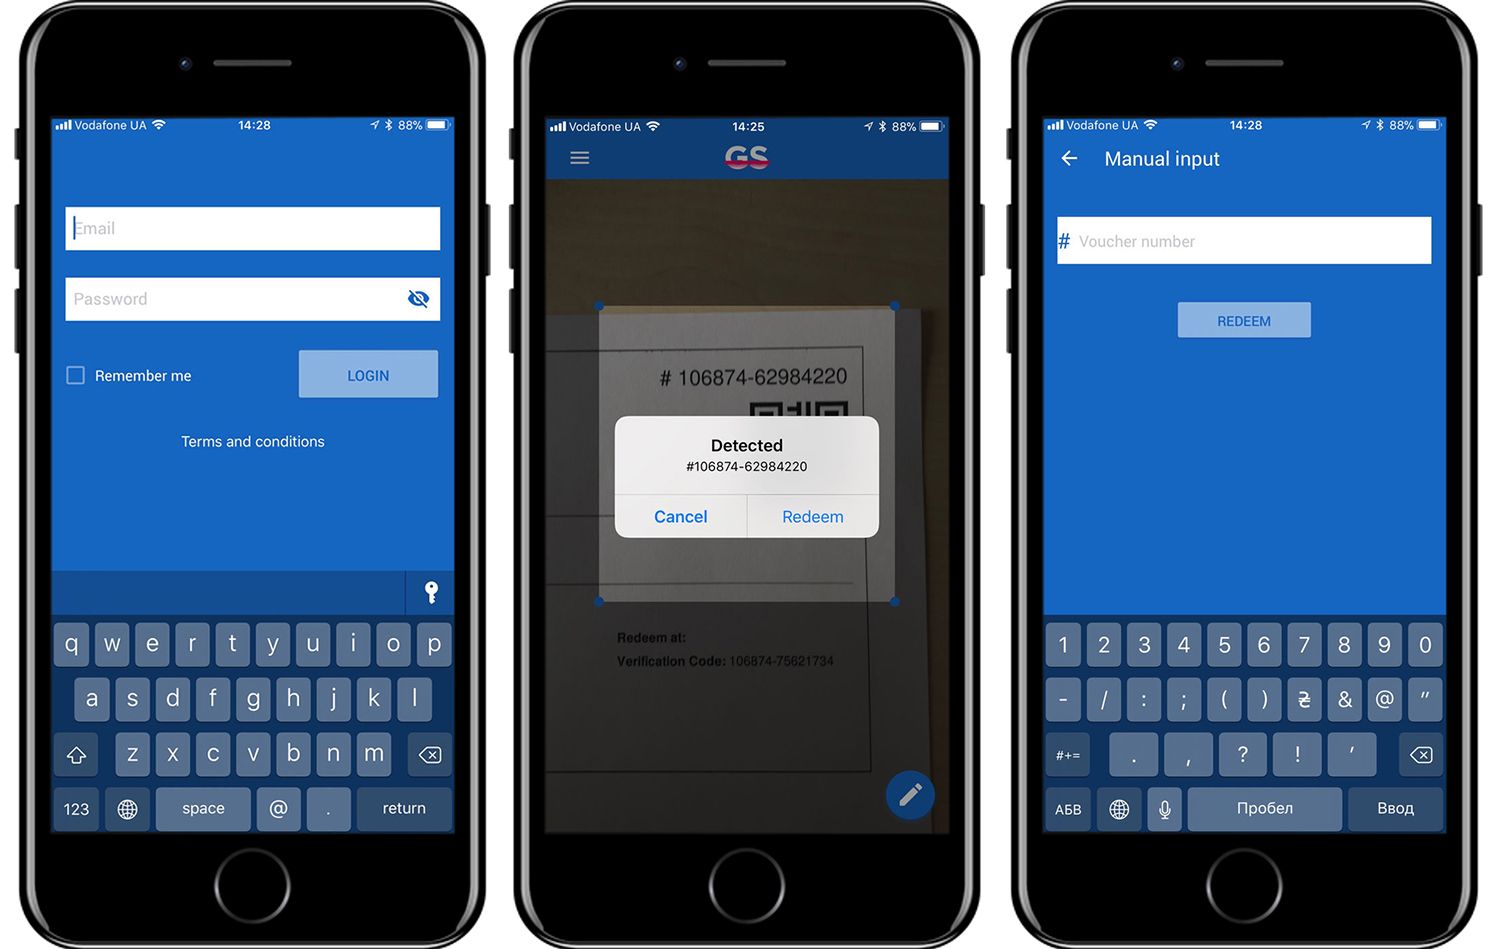 Vodafone UA 14:28 88%
Email
Password
Remember me LOGIN
Terms and conditions
q w e r t y u i o p
a s d f g h j k l
z x c v b n m
123 space @ . return
Vodafone UA 14:25 88%
GS
# 106874-62984220
Detected
#106874-62984220
Cancel Redeem
Redeem at:
Verification Code: 106874-75621734
Vodafone UA 14:28 88%
Manual input
# Voucher number
REDEEM
1 2 3 4 5 6 7 8 9 0
- / : ; ( ) ₴ & @ "
#+= . , ? ! '
АБВ Пробел Ввод